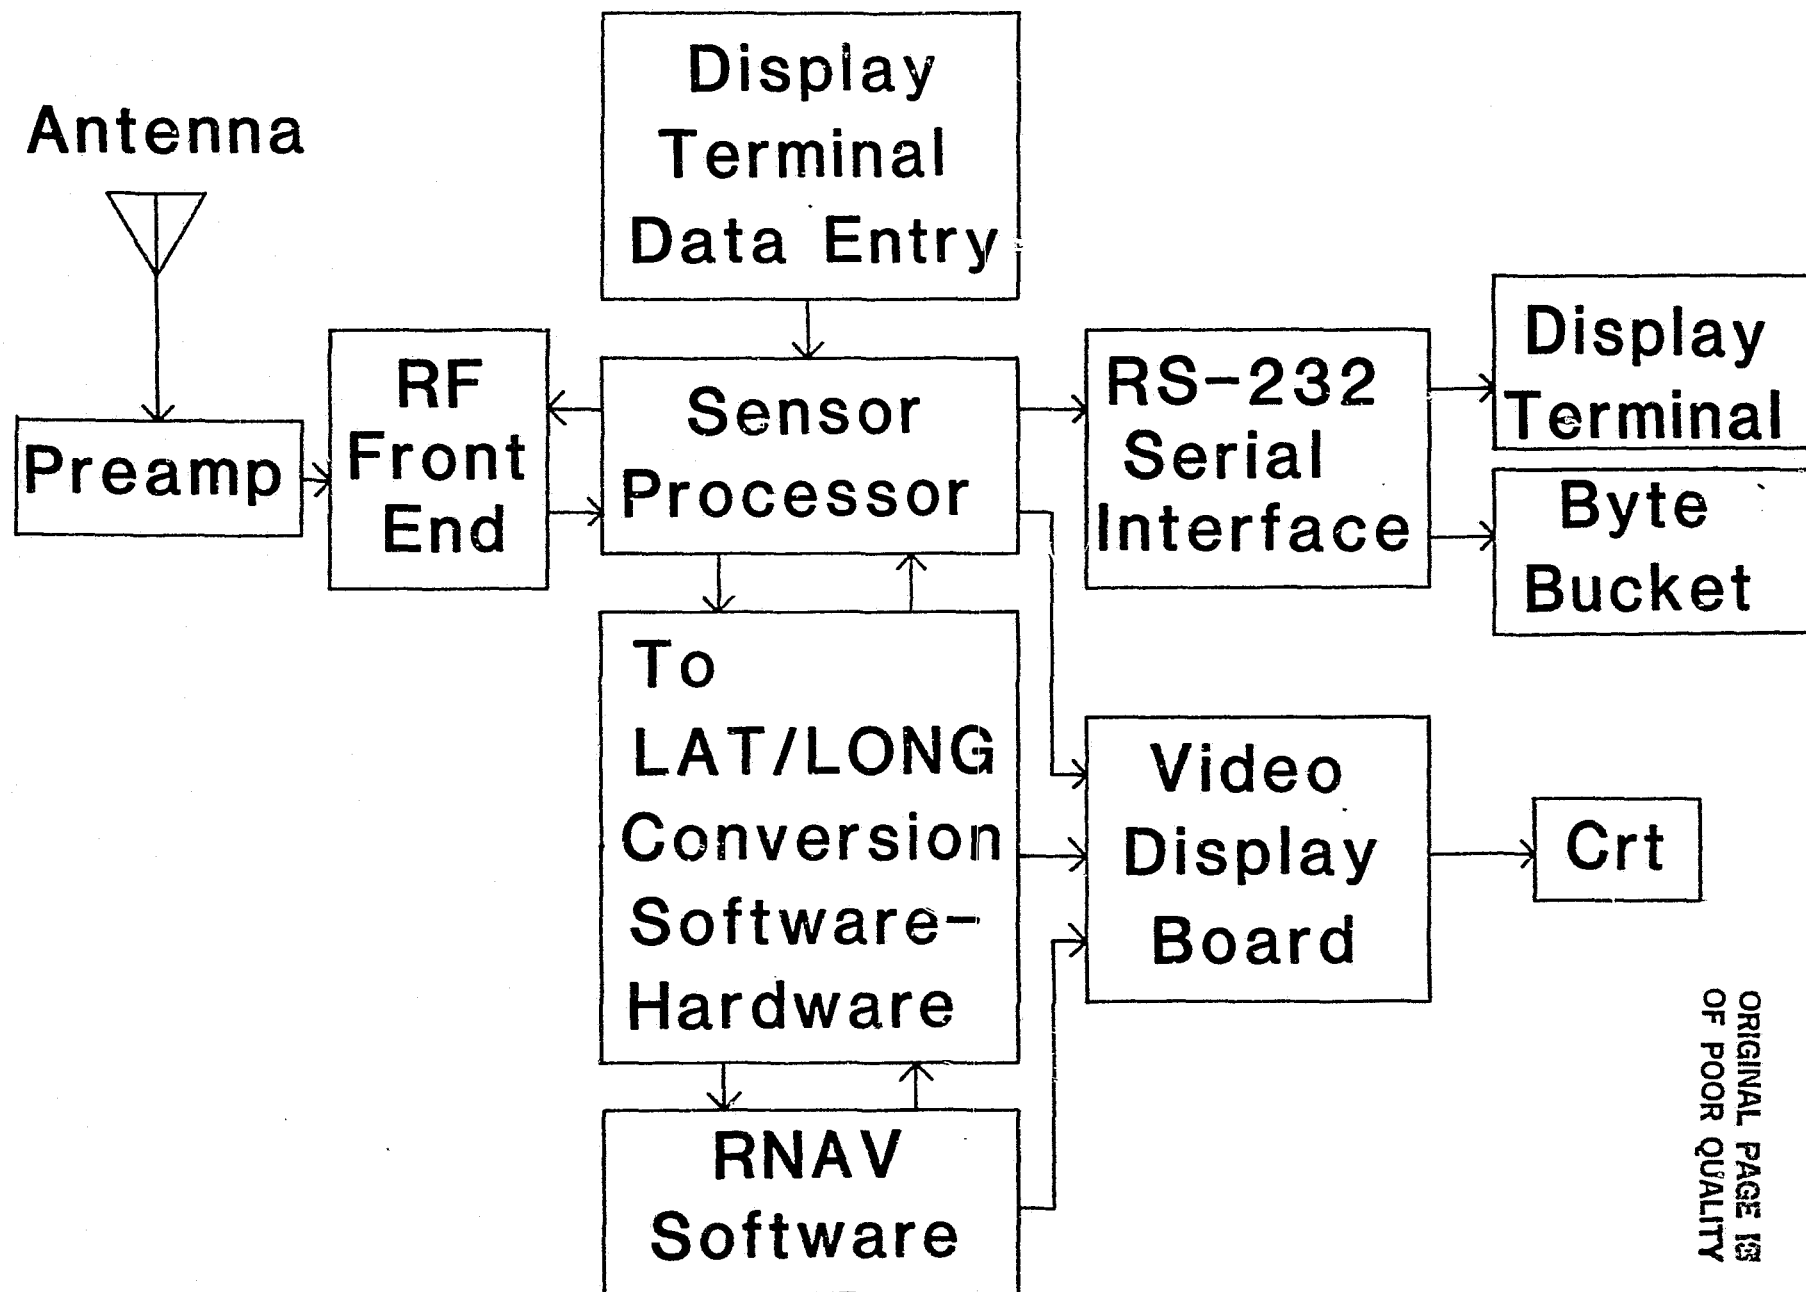 Antenna
Display
Terminal
Data Entry
Preamp
RF
Front
End
Sensor
Processor
RS-232
Serial
Interface
Display
Terminal
Byte
Bucket
To
LAT/LONG
Conversion
Software-
Hardware
Video
Display
Board
Crt
RNAV
Software
ORIGINAL PAGE IS
OF POOR QUALITY